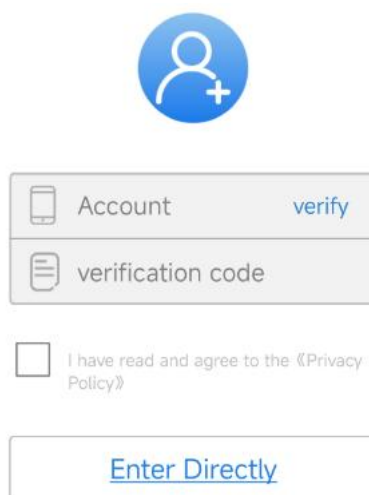 Account verify
verification code
I have read and agree to the 《Privacy
Policy》
Enter Directly